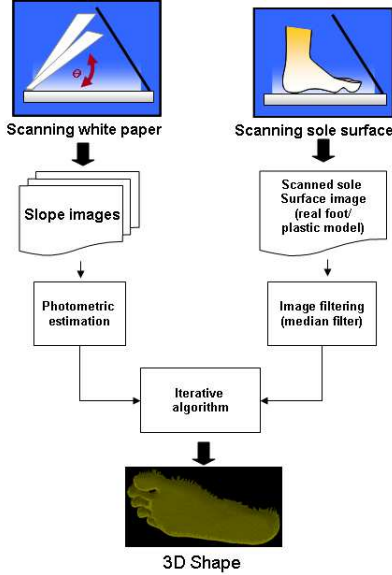 θ
Scanning white paper
Scanning sole surface
Slope images
Scanned sole
Surface image
(real foot/
plastic model)
Photometric
estimation
Image filtering
(median filter)
Iterative
algorithm
3D Shape